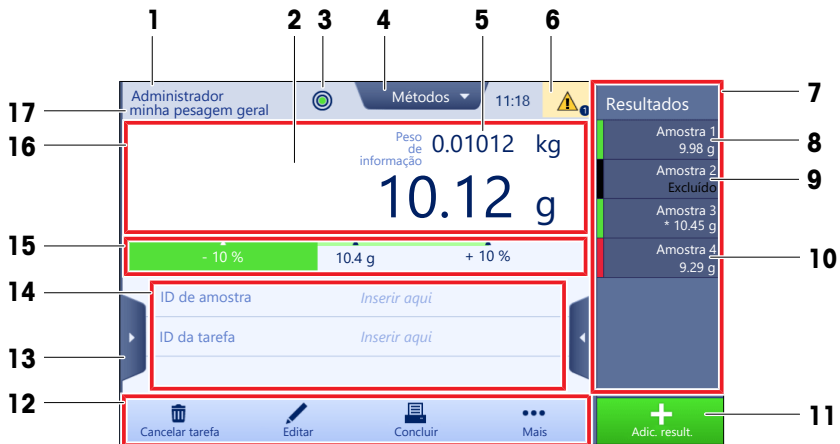 1 2 3 4 5 6
Administrador
minha pesagem geral
Métodos
11:18
1
17
16
Peso
de
informação
0.01012 kg
10.12 g
15
- 10 % 10.4 g + 10 %
14
ID de amostra Inserir aqui
ID da tarefa Inserir aqui
13
12
Cancelar tarefa Editar Concluir Mais
Resultados
7
Amostra 1
9.98 g
8
Amostra 2
Excluído
9
Amostra 3
* 10.45 g
Amostra 4
9.29 g
10
Adic. result.
11